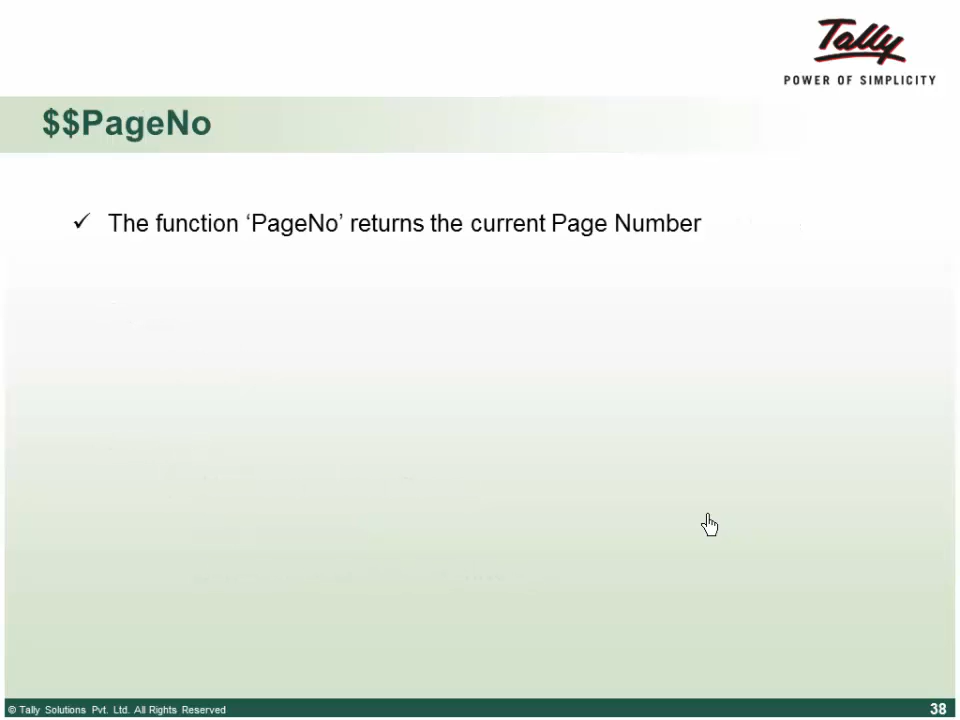 Tally
POWER OF SIMPLICITY
$$PageNo
✓ The function ‘PageNo’ returns the current Page Number
© Tally Solutions Pvt. Ltd. All Rights Reserved
38